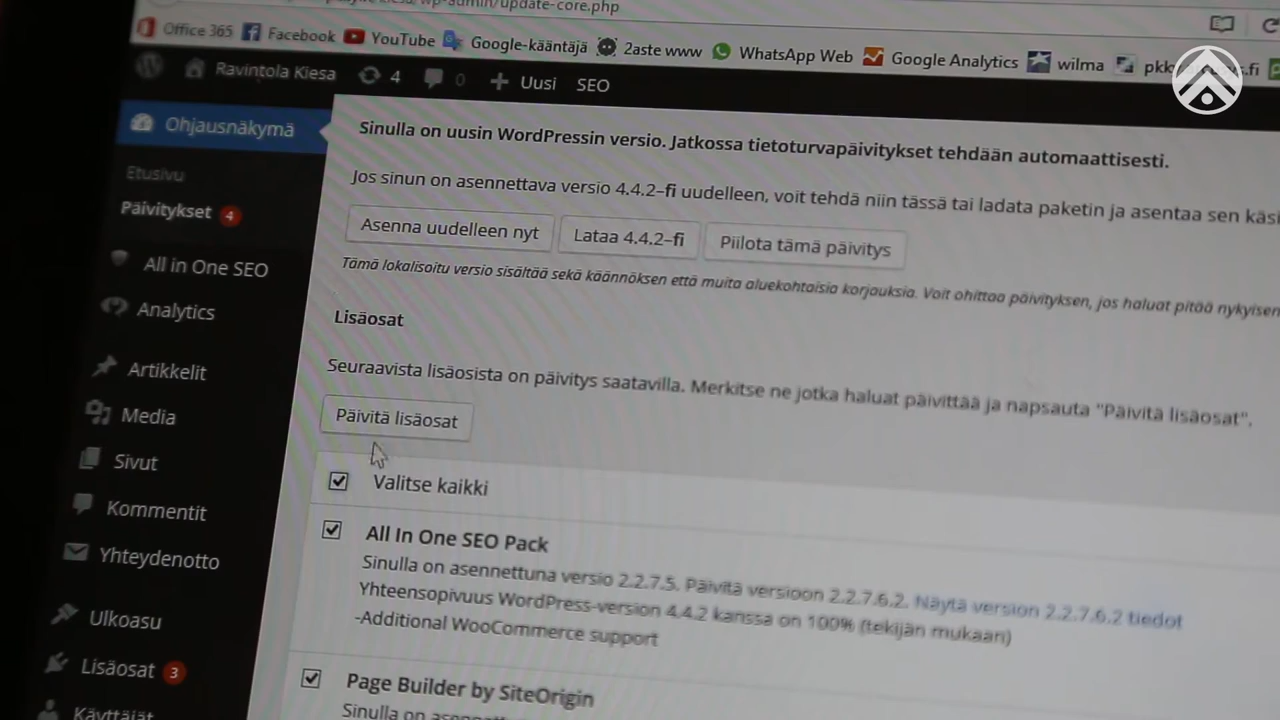 update-core.php
Office 365 Facebook YouTube Google-kääntäjä 2aste www WhatsApp Web Google Analytics wilma
Ravintola Kiesa 4 0 Uusi SEO
Ohjausnäkymä
Etusivu
Päivitykset 4
All in One SEO
Analytics
Artikkelit
Media
Sivut
Kommentit
Yhteydenotto
Ulkoasu
Lisäosat 3
Käyttäjät
Sinulla on uusin WordPressin versio. Jatkossa tietoturvapäivitykset tehdään automaattisesti.
Jos sinun on asennettava versio 4.4.2–fi uudelleen, voit tehdä niin tässä tai ladata paketin ja asentaa sen
Asenna uudelleen nyt Lataa 4.4.2–fi Piilota tämä päivitys
Tämä lokalisoitu versio sisältää sekä käännöksen että muita aluekohtaisia korjauksia. Voit ohittaa päivityksen, jos haluat pitää
Lisäosat
Seuraavista lisäosista on päivitys saatavilla. Merkitse ne jotka haluat päivittää ja napsauta "Päivitä lisäosat".
Päivitä lisäosat
Valitse kaikki
All In One SEO Pack
Sinulla on asennettuna versio 2.2.7.5. Päivitä versioon 2.2.7.6.2. Näytä version 2.2.7.6.2 tiedot
Yhteensopivuus WordPress-version 4.4.2 kanssa on 100% (tekijän mukaan)
-Additional WooCommerce support
Page Builder by SiteOrigin
Sinulla on